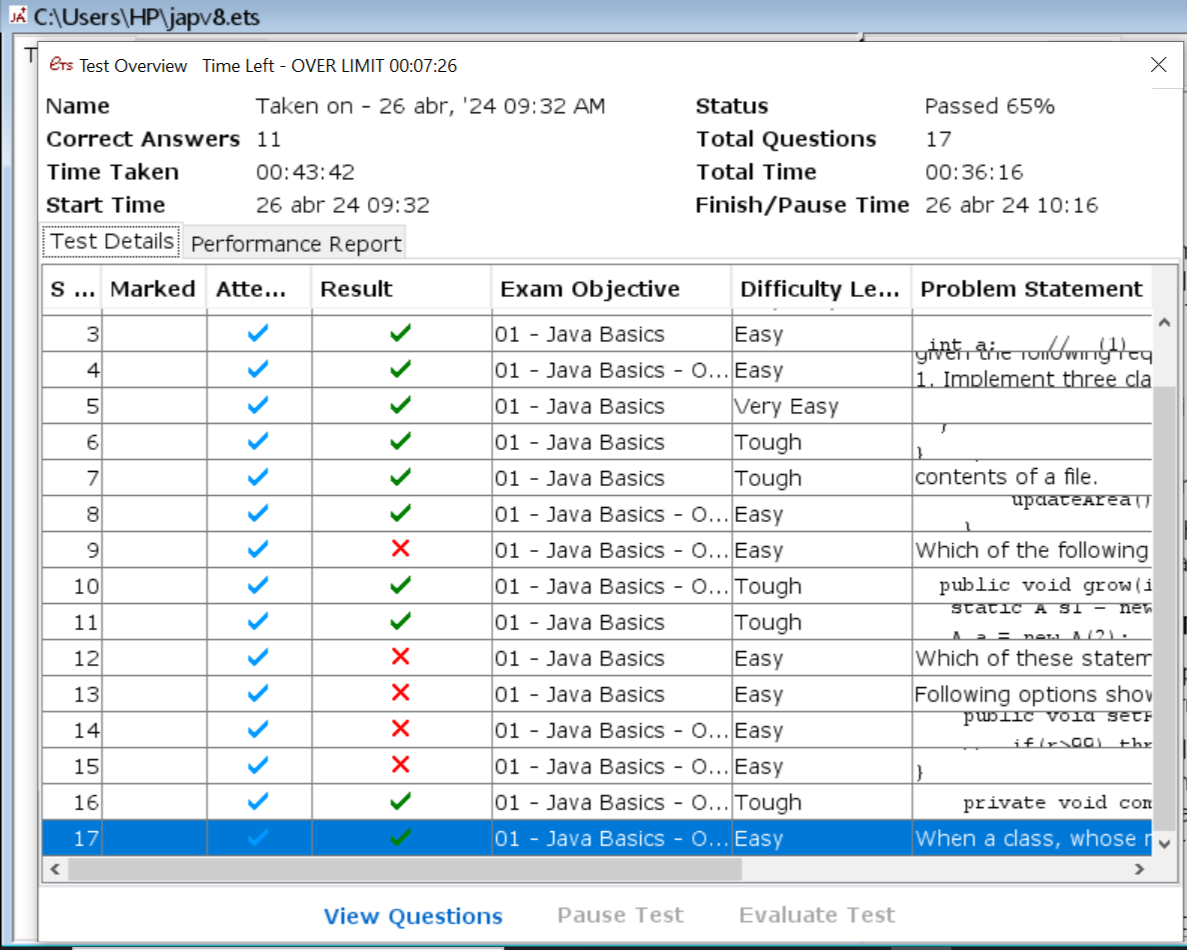 C:\Users\HP\japv8.ets
T
ETS Test Overview Time Left - OVER LIMIT 00:07:26
Name Taken on - 26 abr, '24 09:32 AM Status Passed 65%
Correct Answers 11 Total Questions 17
Time Taken 00:43:42 Total Time 00:36:16
Start Time 26 abr 24 09:32 Finish/Pause Time 26 abr 24 10:16
Test Details Performance Report
S ... Marked Atte... Result Exam Objective Difficulty Le... Problem Statement
3 01 - Java Basics Easy int a; // (1)
4 01 - Java Basics - O... Easy given the following req
1. Implement three cla
5 01 - Java Basics Very Easy
6 01 - Java Basics Tough }
}
7 01 - Java Basics Tough contents of a file.
8 01 - Java Basics - O... Easy updateArea()
}
9 01 - Java Basics - O... Easy Which of the following
10 01 - Java Basics - O... Tough public void grow(i
11 01 - Java Basics Tough static A s1 = new
A a = new A(2);
12 01 - Java Basics Easy Which of these statem
13 01 - Java Basics Easy Following options show
14 01 - Java Basics - O... Easy public void setR
if(r>99) thr
15 01 - Java Basics - O... Easy }
16 01 - Java Basics - O... Tough private void com
17 01 - Java Basics - O... Easy When a class, whose
View Questions Pause Test Evaluate Test